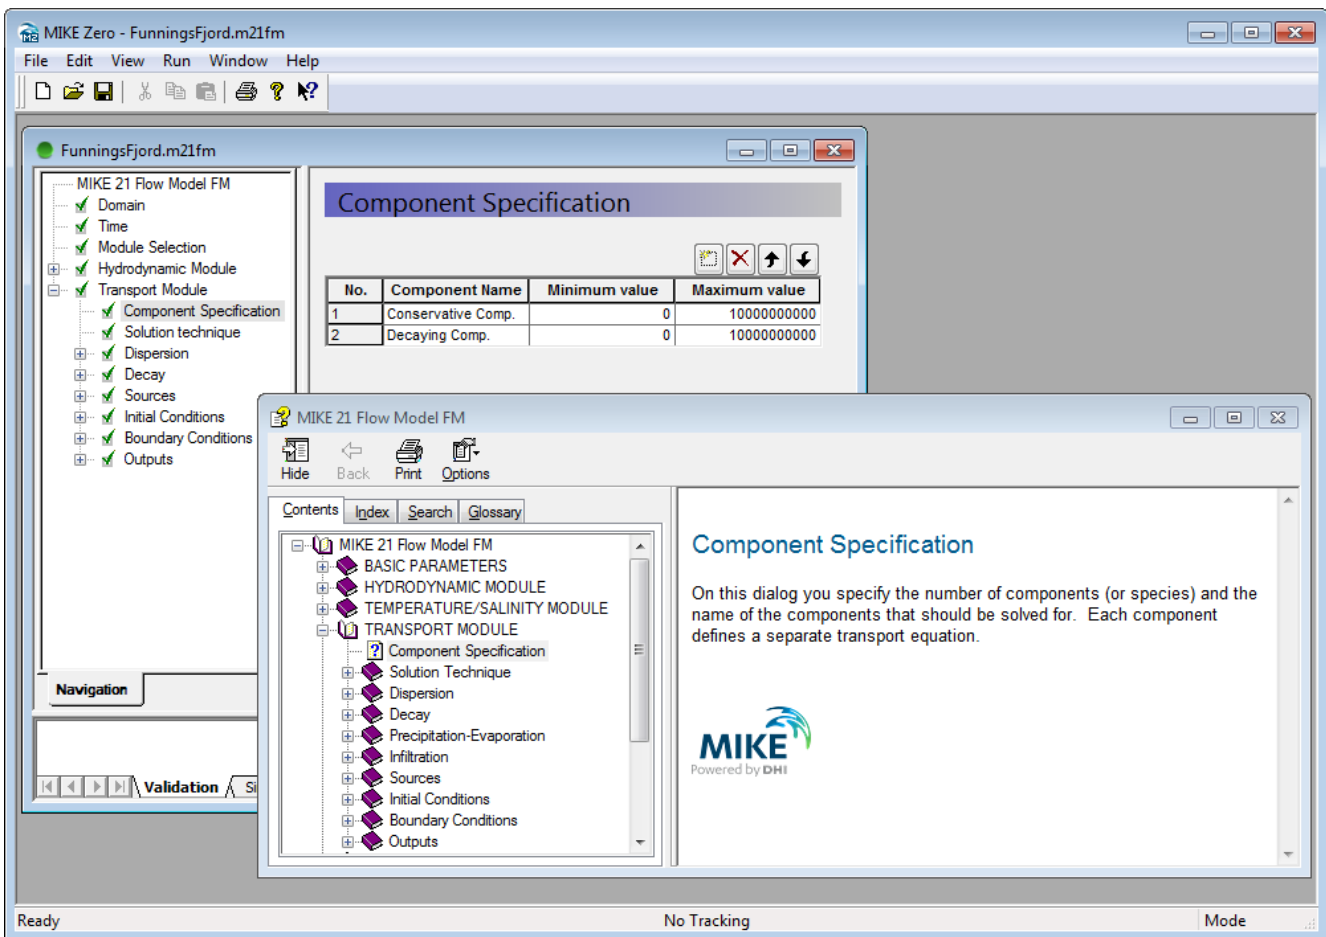 MIKE Zero - FunningsFjord.m21fm
File Edit View Run Window Help
FunningsFjord.m21fm
MIKE 21 Flow Model FM
Domain
Time
Module Selection
Hydrodynamic Module
Transport Module
Component Specification
Solution technique
Dispersion
Decay
Sources
Initial Conditions
Boundary Conditions
Outputs
Navigation
Component Specification
No. Component Name Minimum value Maximum value
1 Conservative Comp. 0 10000000000
2 Decaying Comp. 0 10000000000
Validation Si
MIKE 21 Flow Model FM
Hide Back Print Options
Contents Index Search Glossary
MIKE 21 Flow Model FM
BASIC PARAMETERS
HYDRODYNAMIC MODULE
TEMPERATURE/SALINITY MODULE
TRANSPORT MODULE
Component Specification
Solution Technique
Dispersion
Decay
Precipitation-Evaporation
Infiltration
Sources
Initial Conditions
Boundary Conditions
Outputs
Component Specification
On this dialog you specify the number of components (or species) and the
name of the components that should be solved for. Each component
defines a separate transport equation.
MIKE
Powered by DHI
Ready No Tracking Mode